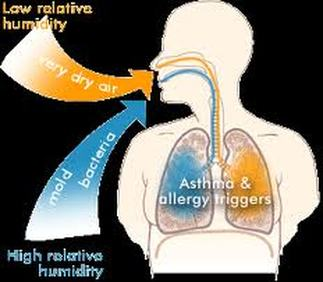 Low relative
humidity
very dry air
mold bacteria
Asthma &
allergy triggers
High relative
humidity